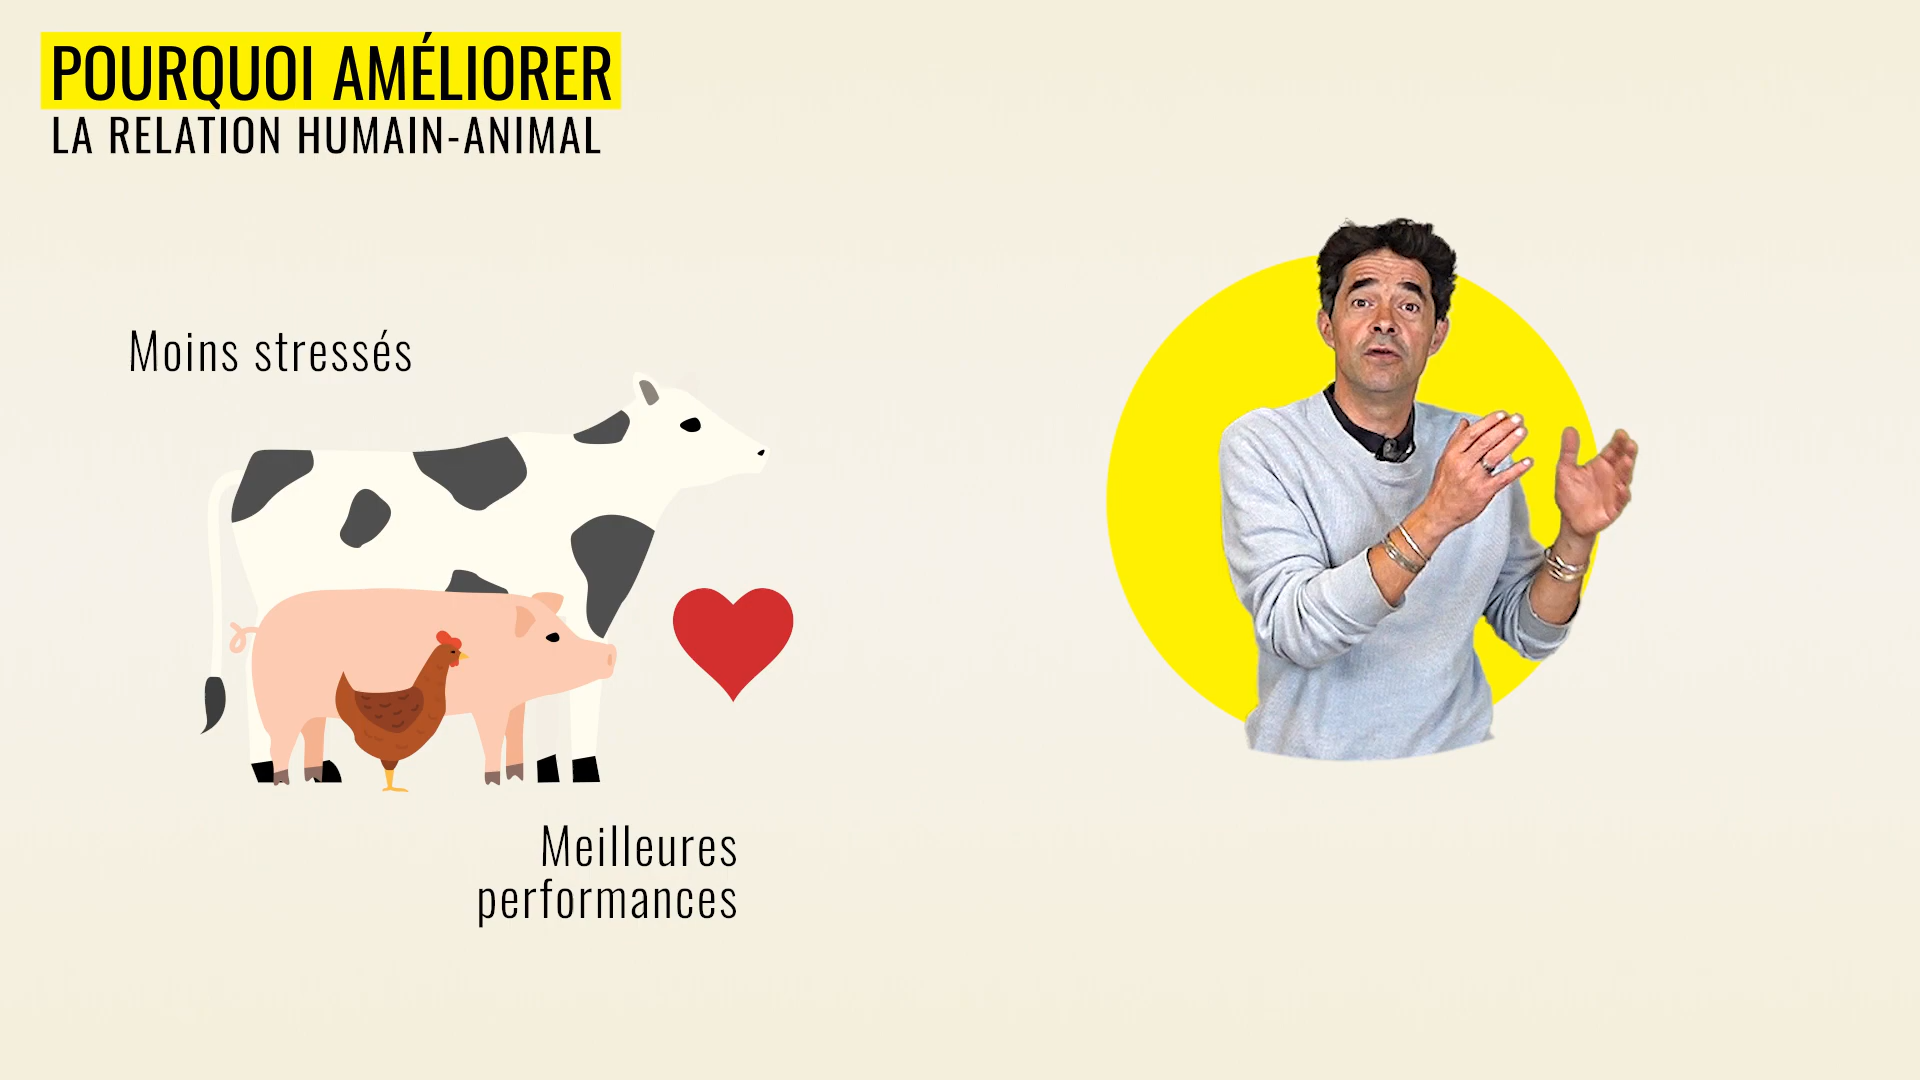 POURQUOI AMÉLIORER
LA RELATION HUMAIN-ANIMAL
Moins stressés
Meilleures
performances